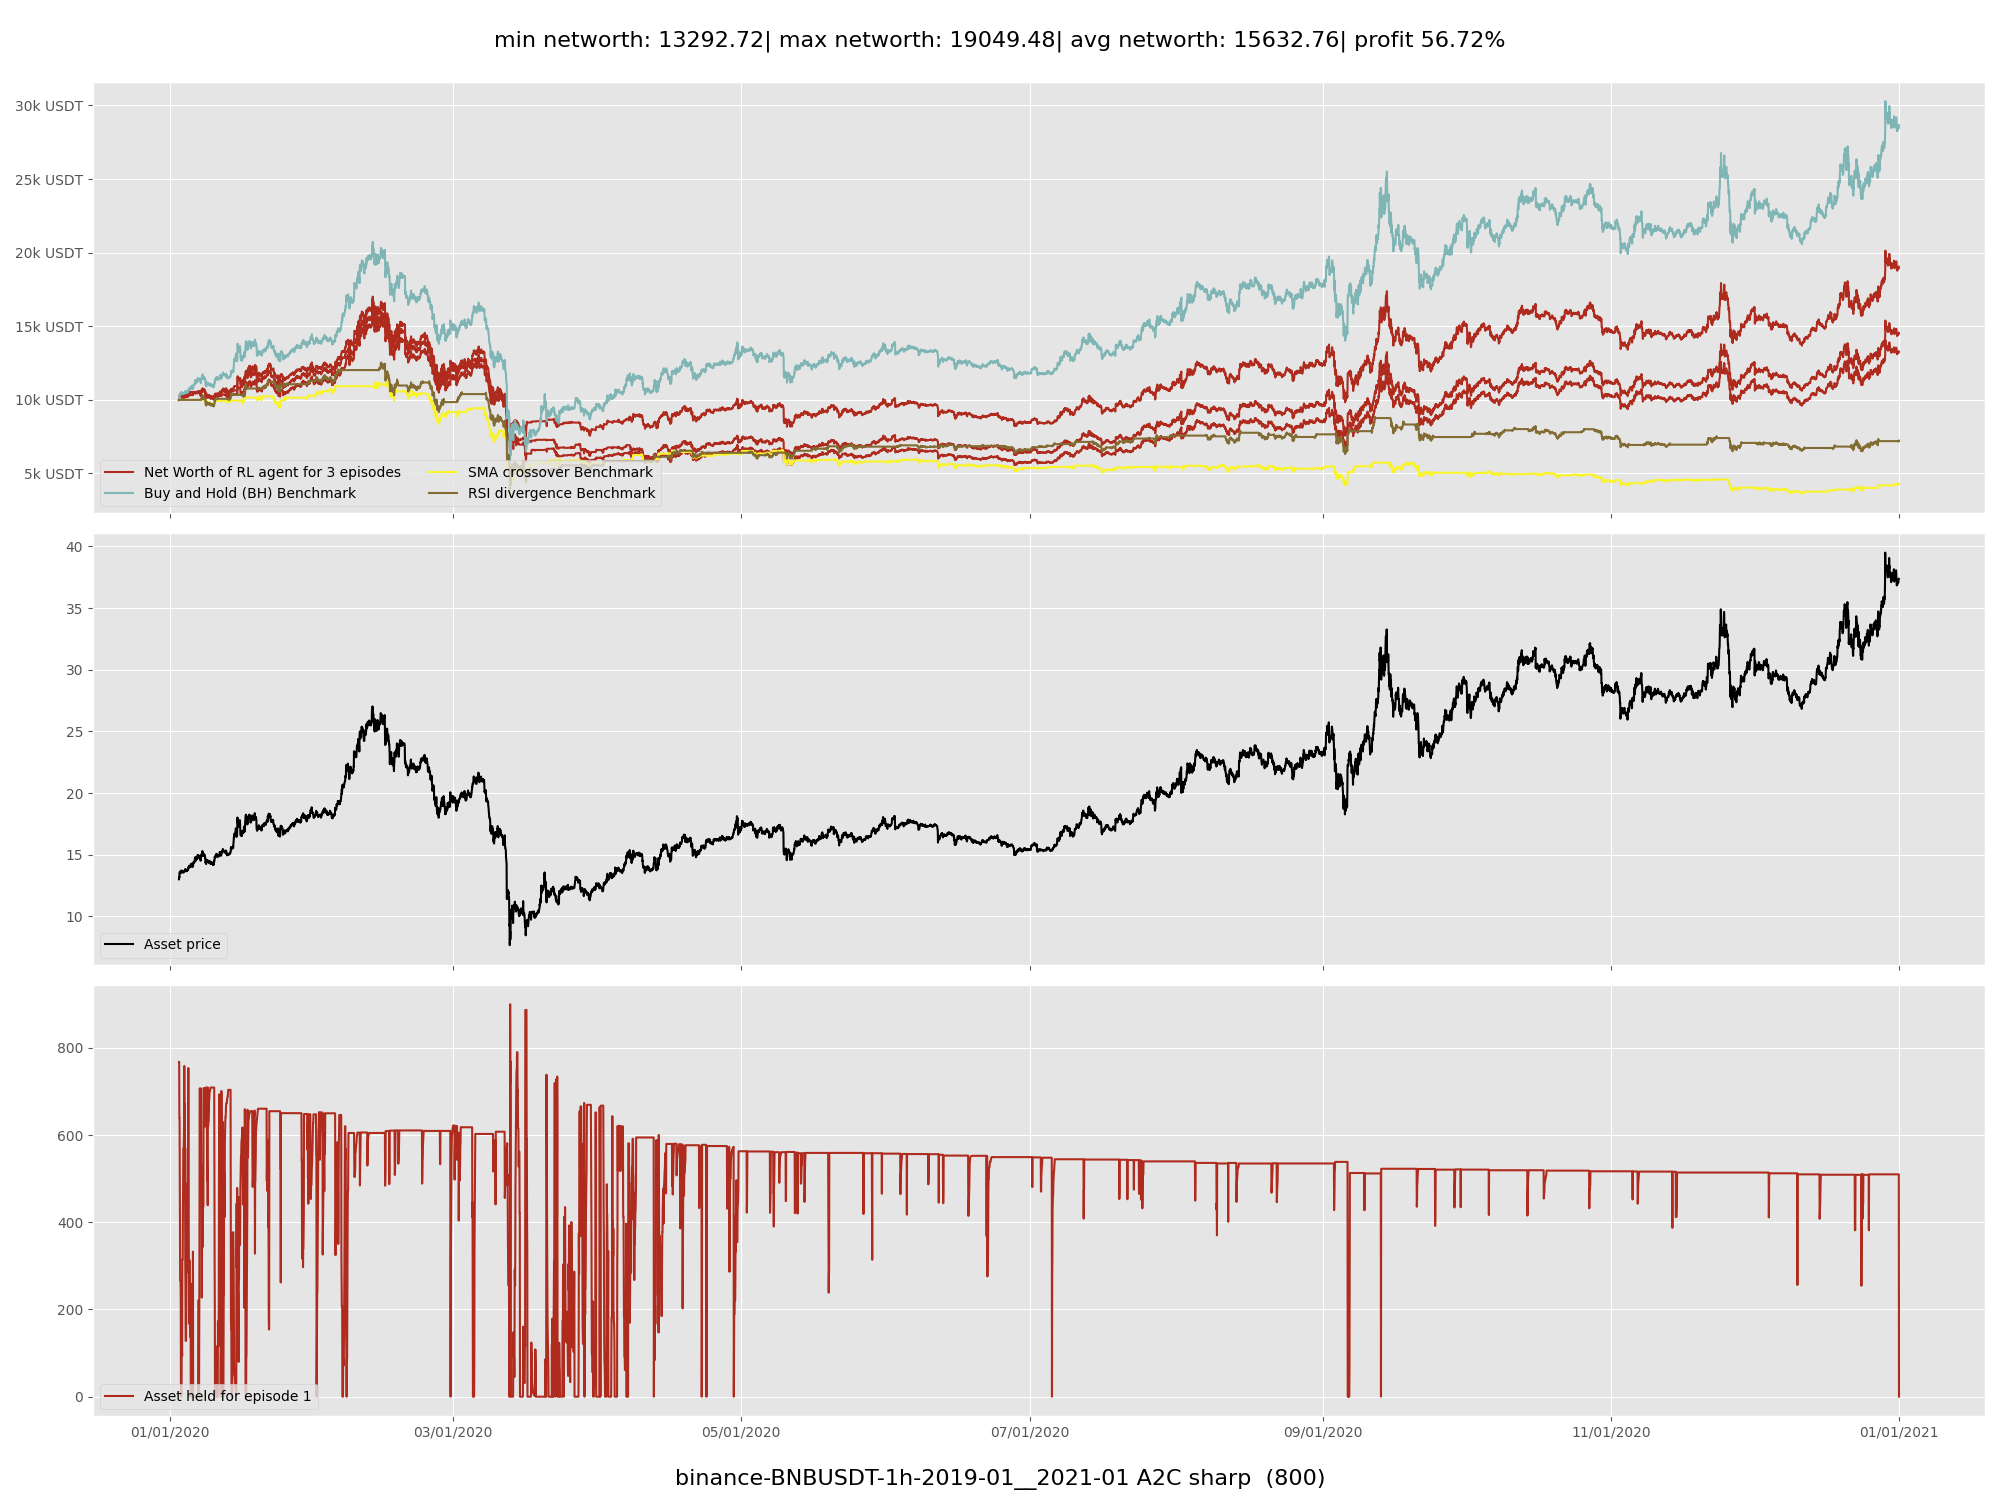 min networth: 13292.72| max networth: 19049.48| avg networth: 15632.76| profit 56.72%
30k USDT
25k USDT
20k USDT
15k USDT
10k USDT
5k USDT
Net Worth of RL agent for 3 episodes
Buy and Hold (BH) Benchmark
SMA crossover Benchmark
RSI divergence Benchmark
40
35
30
25
20
15
10
Asset price
800
600
400
200
0
Asset held for episode 1
01/01/2020 03/01/2020 05/01/2020 07/01/2020 09/01/2020 11/01/2020 01/01/2021
binance-BNBUSDT-1h-2019-01__2021-01 A2C sharp (800)